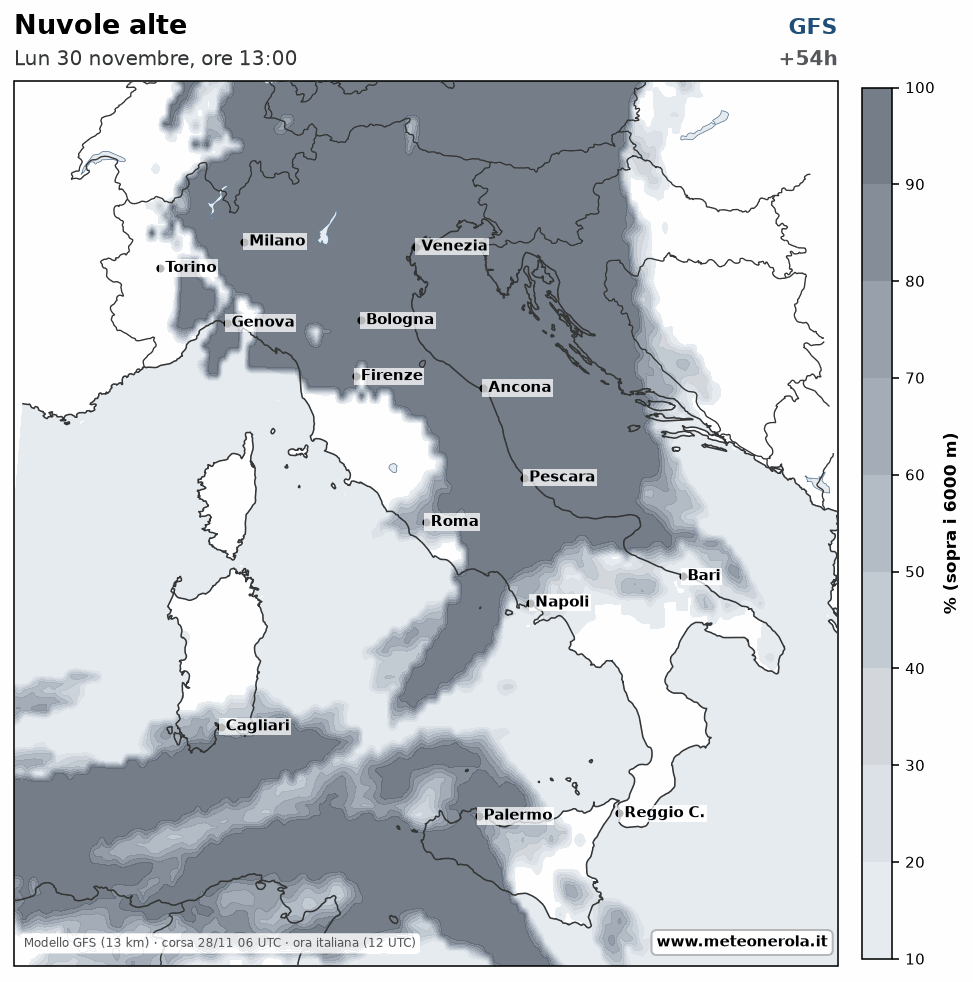 Nuvole alte
GFS
Lun 30 novembre, ore 13:00
+54h
Milano
Venezia
Torino
Genova
Bologna
Firenze
Ancona
Pescara
Roma
Bari
Napoli
Cagliari
Palermo
Reggio C.
100
90
80
70
60
50
40
30
20
10
% (sopra i 6000 m)
Modello GFS (13 km) · corsa 28/11 06 UTC · ora italiana (12 UTC)
www.meteonerola.it